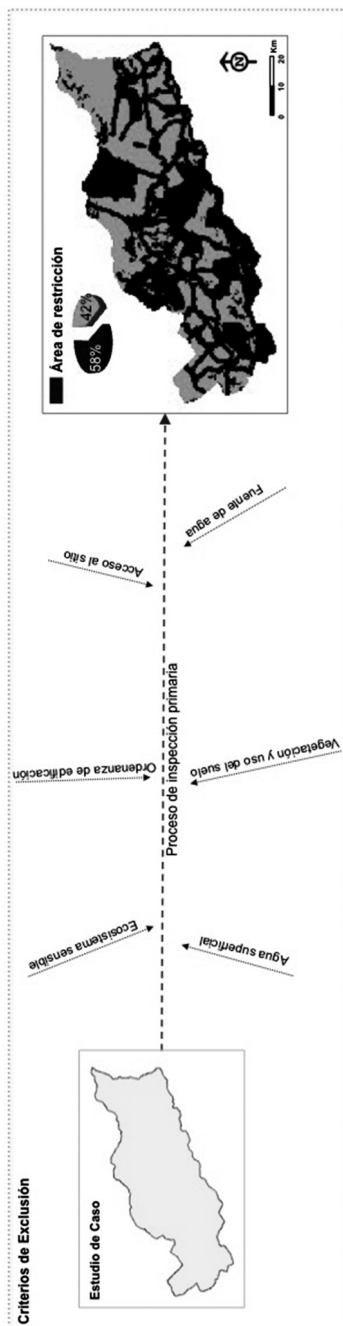 Criterios de Exclusión
Estudio de Caso
Ecosistema sensible
Ordenanza de edificación
Acceso al sitio
Proceso de inspección primaria
Agua superficial
Vegetación y uso del suelo
Fuente de agua
Área de restricción
58%
42%
N
0 10 20
Km